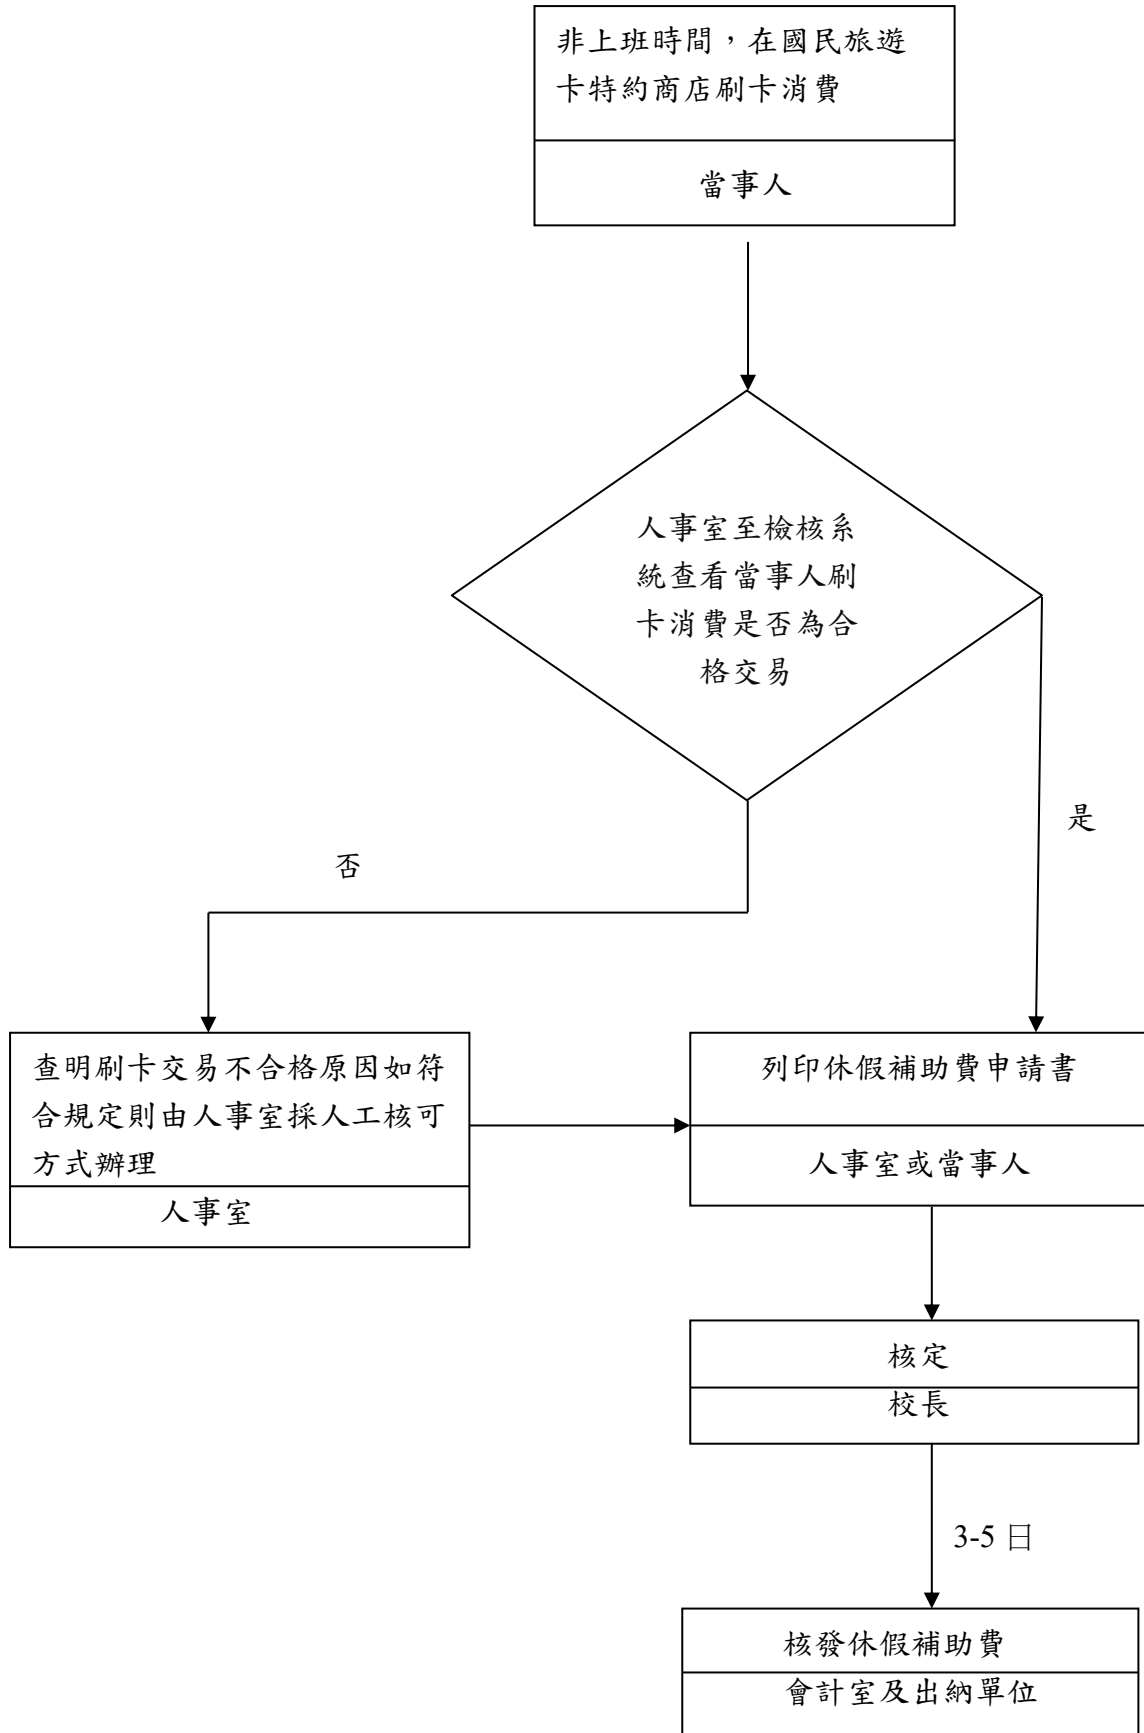 非上班時間，在國民旅遊
卡特約商店刷卡消費
當事人
人事室至檢核系
統查看當事人刷
卡消費是否為合
格交易
是
否
查明刷卡交易不合格原因如符
合規定則由人事室採人工核可
方式辦理
人事室
列印休假補助費申請書
人事室或當事人
核定
校長
3-5 日
核發休假補助費
會計室及出納單位